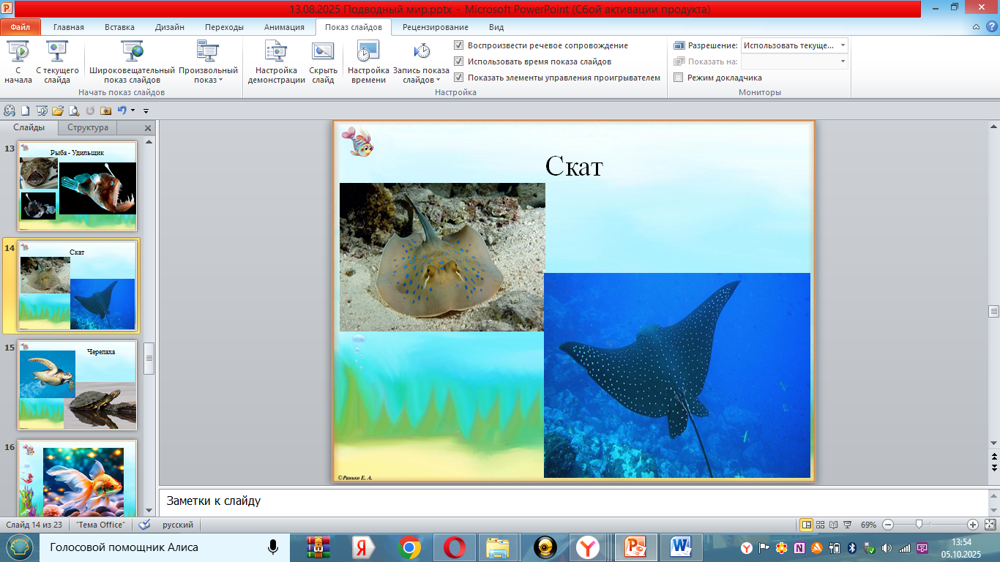 13.08.2025 Подводный мир.pptx - Microsoft PowerPoint (Сбой активации продукта)
Файл Главная Вставка Дизайн Переходы Анимация Показ слайдов Рецензирование Вид
С начала
С текущего слайда
Широковещательный показ слайдов
Произвольный показ
Начать показ слайдов
Настройка демонстрации
Скрыть слайд
Настройка времени
Запись показа слайдов
Воспроизвести речевое сопровождение
Использовать время показа слайдов
Показать элементы управления проигрывателем
Настройка
Разрешение: Использовать текуще...
Показать на:
Режим докладчика
Мониторы
Слайды Структура
13
Рыба - Удильщик
14
Скат
15
Черепаха
16
Скат
©Ранько Е. А.
Заметки к слайду
Слайд 14 из 23 "Тема Office" русский 69%
Голосовой помощник Алиса
13:54
05.10.2025